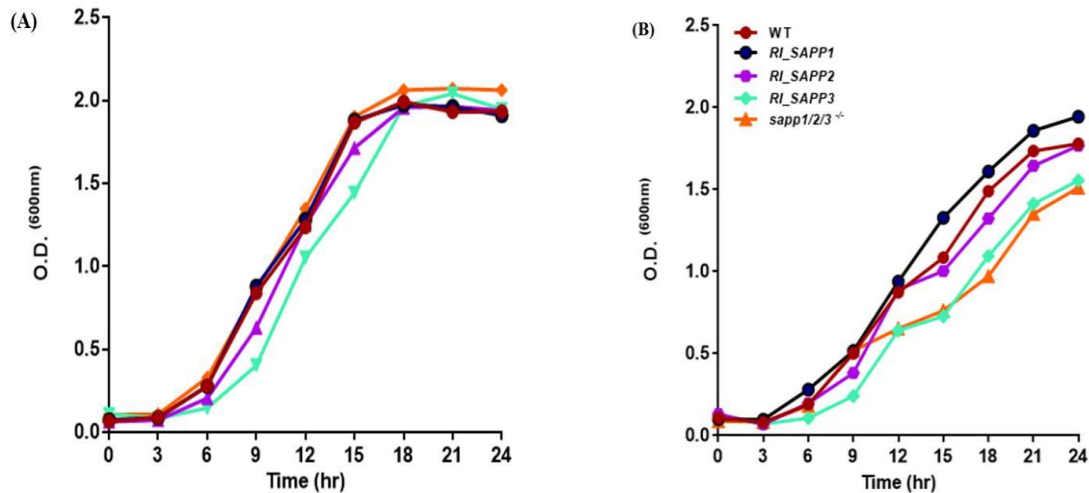 (A)
2.5
2.0
1.5
1.0
0.5
0.0
O.D. (600nm)
0 3 6 9 12 15 18 21 24
Time (hr)
(B)
WT
RI_SAPP1
RI_SAPP2
RI_SAPP3
sapp1/2/3 -/-
2.5
2.0
1.5
1.0
0.5
0.0
O.D. (600nm)
0 3 6 9 12 15 18 21 24
Time (hr)